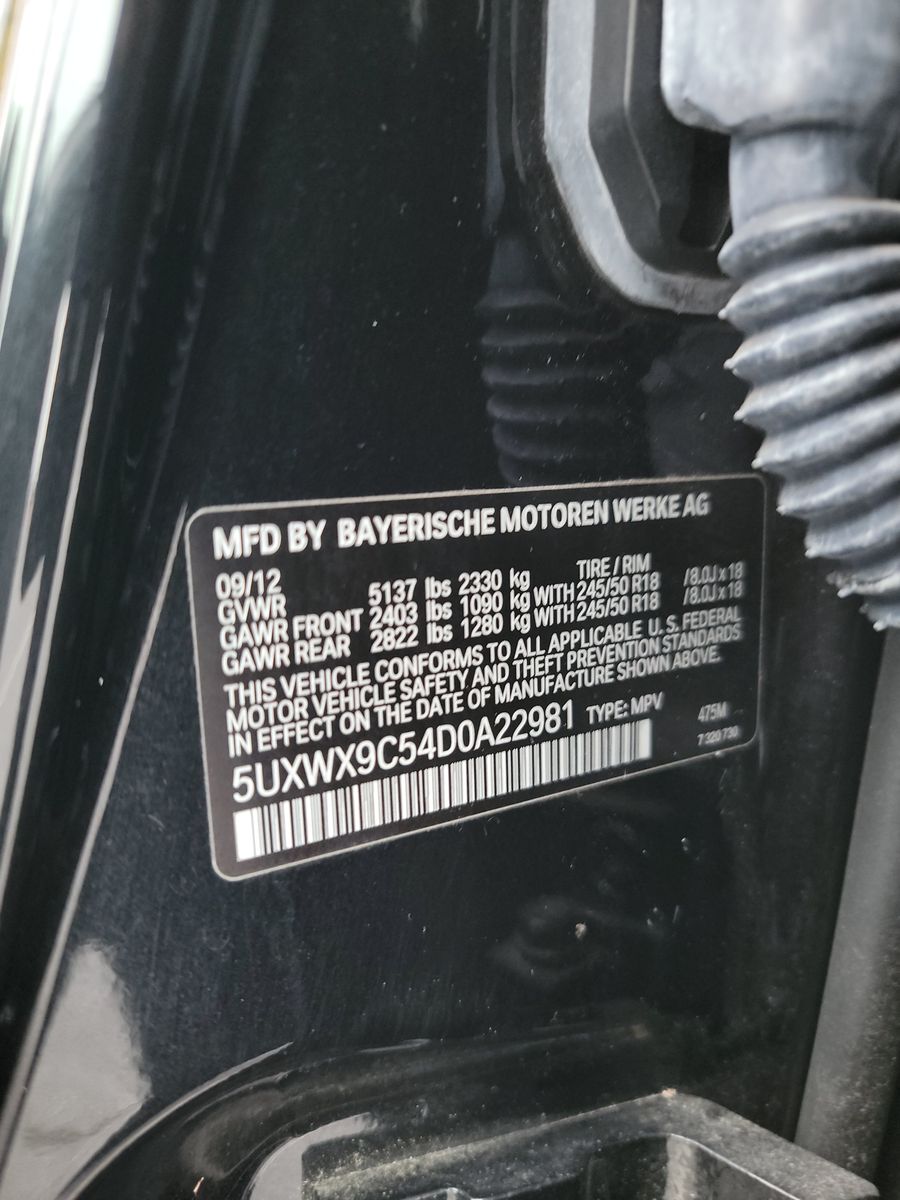 MFD BY BAYERISCHE MOTOREN WERKE AG
09/12 TIRE / RIM
GVWR 5137 lbs 2330 kg
GAWR FRONT 2403 lbs 1090 kg WITH 245/50 R18 /8.0J x 18
GAWR REAR 2822 lbs 1280 kg WITH 245/50 R18 /8.0J x 18
THIS VEHICLE CONFORMS TO ALL APPLICABLE U.S. FEDERAL
MOTOR VEHICLE SAFETY AND THEFT PREVENTION STANDARDS
IN EFFECT ON THE DATE OF MANUFACTURE SHOWN ABOVE.
5UXWX9C54D0A22981 TYPE: MPV 475M
7 320 730